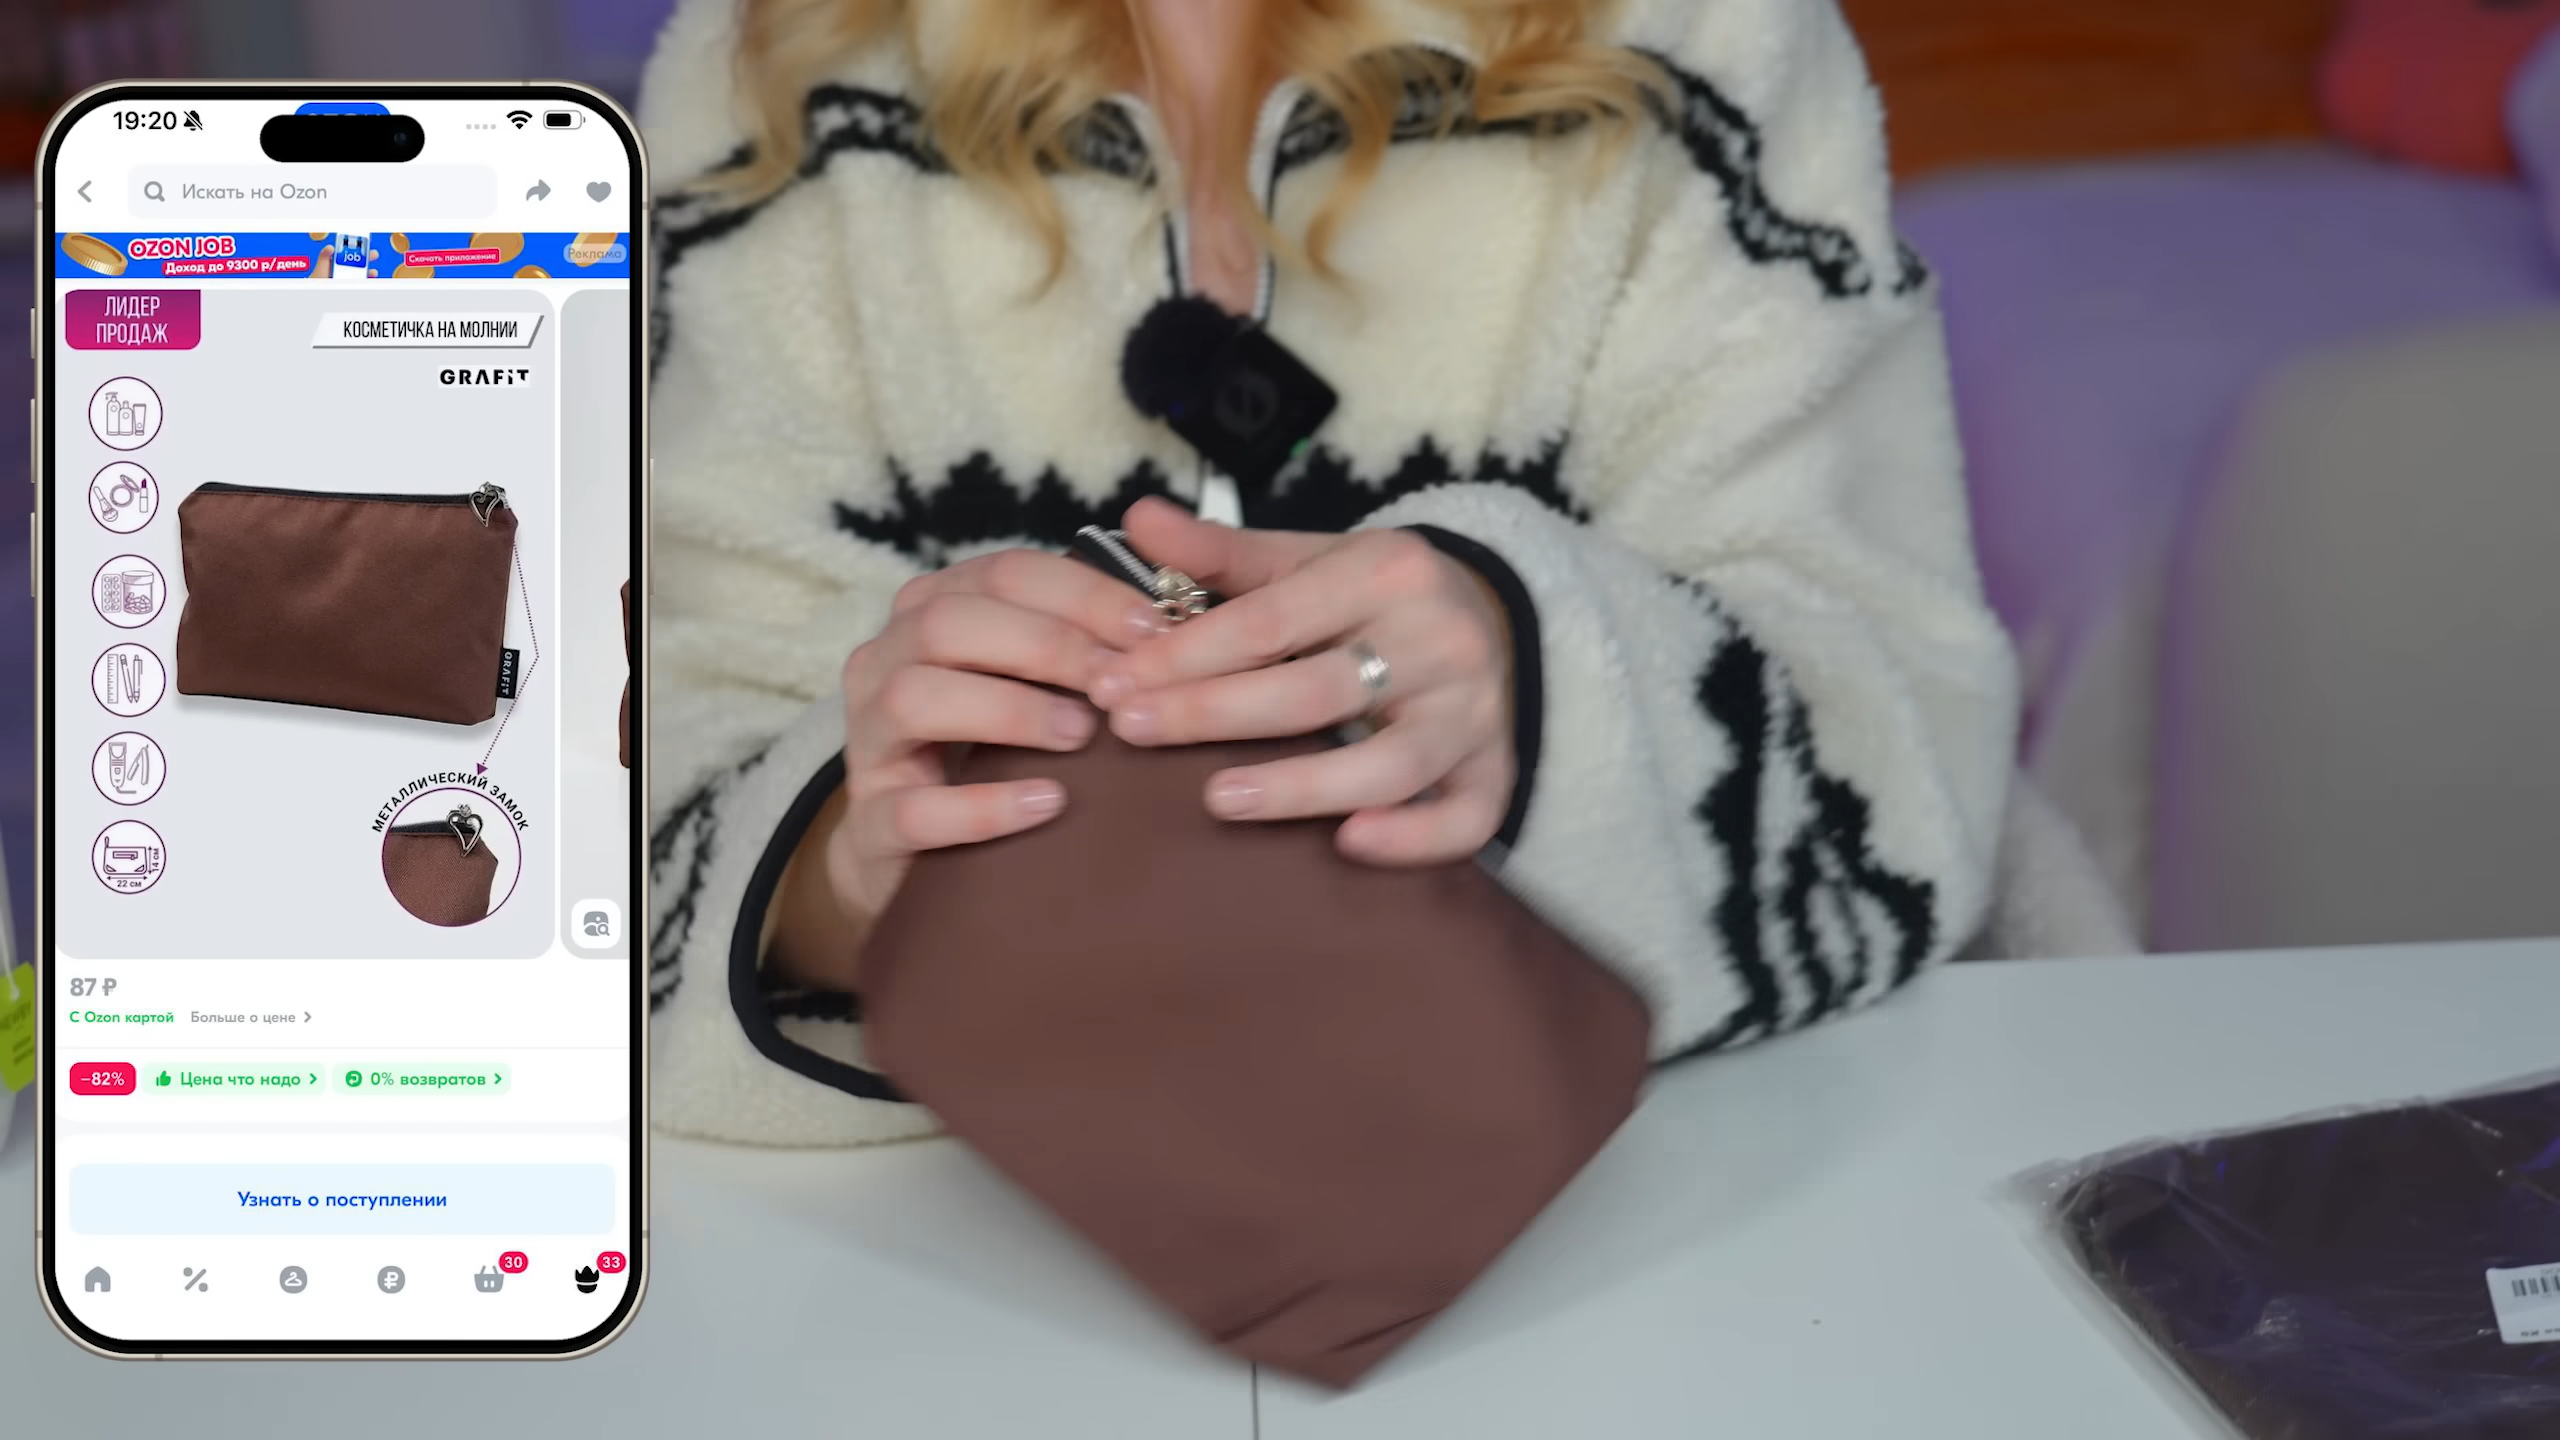 19:20
Искать на Ozon
OZON JOB
Доход до 9300 р/день
job
Скачать приложение
Реклама
ЛИДЕР
ПРОДАЖ
КОСМЕТИЧКА НА МОЛНИИ
GRAFiT
GRAFiT
МЕТАЛЛИЧЕСКИЙ ЗАМОК
14 см
22 см
87 ₽
С Ozon картой
Больше о цене
−82%
Цена что надо
0% возвратов
Узнать о поступлении
30
33